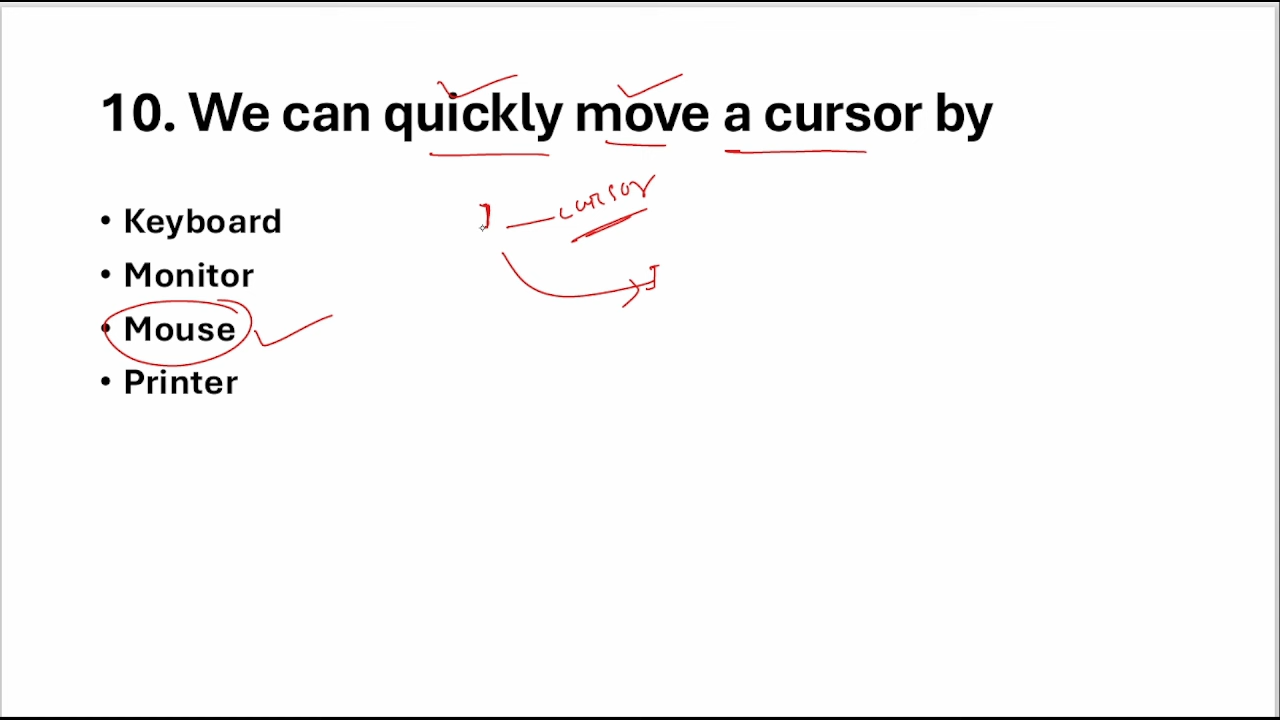 10. We can quickly move a cursor by
• Keyboard
I — cursor
• Monitor
I
• Mouse
• Printer